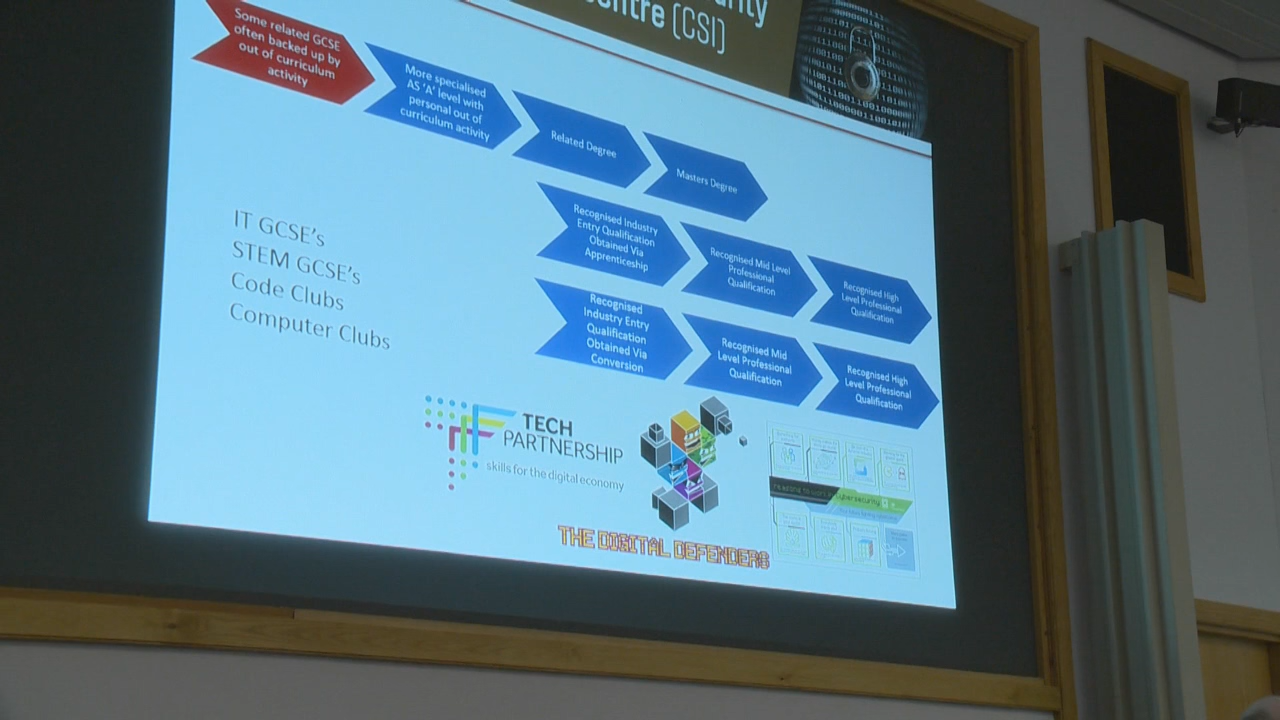 urity
entre (CSI)
Some related GCSE
often backed up by
out of curriculum
activity
More specialised
AS 'A' level with
personal out of
curriculum activity
Related Degree
Masters Degree
Recognised Industry
Entry Qualification
Obtained Via
Apprenticeship
Recognised Mid Level
Professional
Qualification
Recognised High
Level Professional
Qualification
Recognised
Industry Entry
Qualification
Obtained Via
Conversion
Recognised Mid
Level Professional
Qualification
Recognised High
Level Professional
Qualification
IT GCSE's
STEM GCSE's
Code Clubs
Computer Clubs
TECH
PARTNERSHIP
skills for the digital economy
THE DIGITAL DEFENDERS
cybersecurity